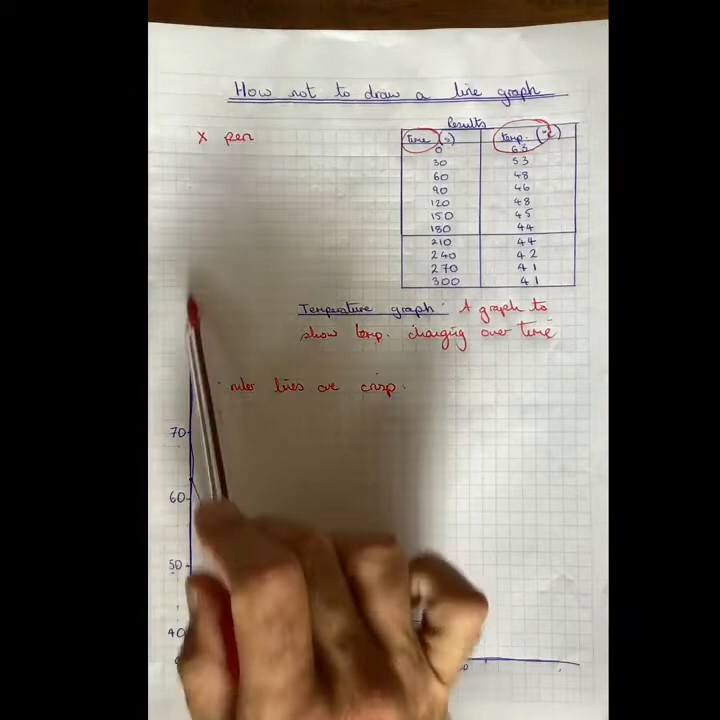 How not to draw a line graph
x pen
Results
time (s) temp. (°C)
0 63
30 53
60 48
90 46
120 48
150 45
180 44
210 44
240 42
270 41
300 41
Temperature graph. A graph to
show temp. changing over time
ruler lines are crisp.
70
60
50
40